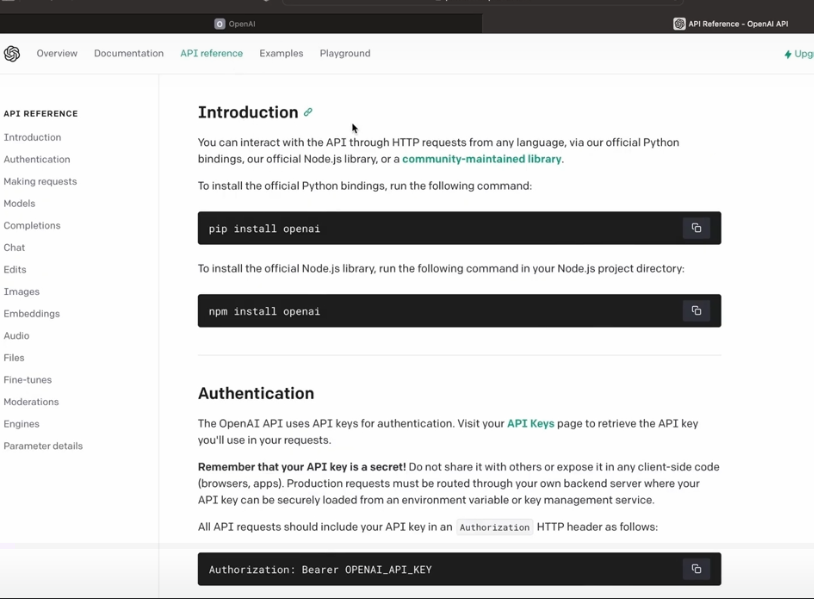 OpenAI
API Reference - OpenAI API
Overview
Documentation
API reference
Examples
Playground
API REFERENCE
Introduction
Authentication
Making requests
Models
Completions
Chat
Edits
Images
Embeddings
Audio
Files
Fine-tunes
Moderations
Engines
Parameter details
Introduction
You can interact with the API through HTTP requests from any language, via our official Python
bindings, our official Node.js library, or a community-maintained library.
To install the official Python bindings, run the following command:
pip install openai
To install the official Node.js library, run the following command in your Node.js project directory:
npm install openai
Authentication
The OpenAI API uses API keys for authentication. Visit your API Keys page to retrieve the API key
you'll use in your requests.
Remember that your API key is a secret! Do not share it with others or expose it in any client-side code
(browsers, apps). Production requests must be routed through your own backend server where your
API key can be securely loaded from an environment variable or key management service.
All API requests should include your API key in an Authorization HTTP header as follows:
Authorization: Bearer OPENAI_API_KEY